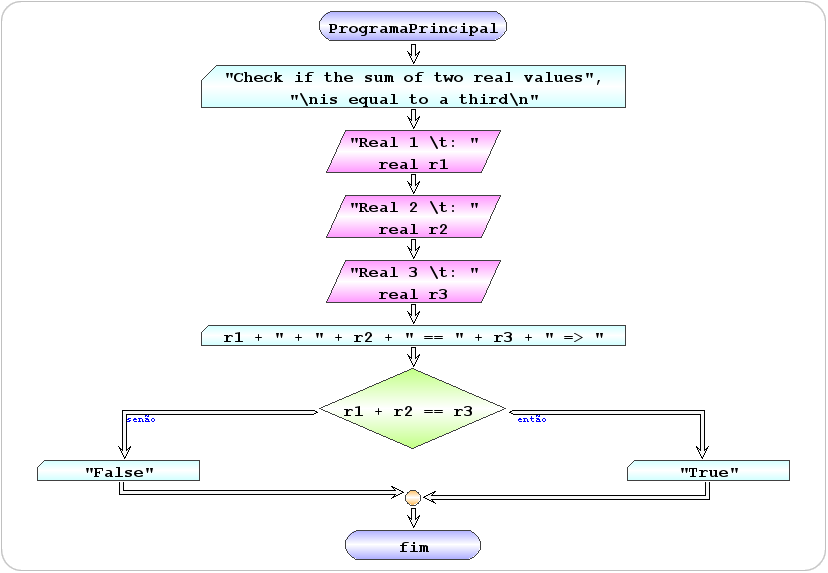 ProgramaPrincipal
"Check if the sum of two real values",
"\nis equal to a third\n"
"Real 1 \t: "
real r1
"Real 2 \t: "
real r2
"Real 3 \t: "
real r3
r1 + " + " + r2 + " == " + r3 + " => "
r1 + r2 == r3
senão
então
"False"
"True"
fim